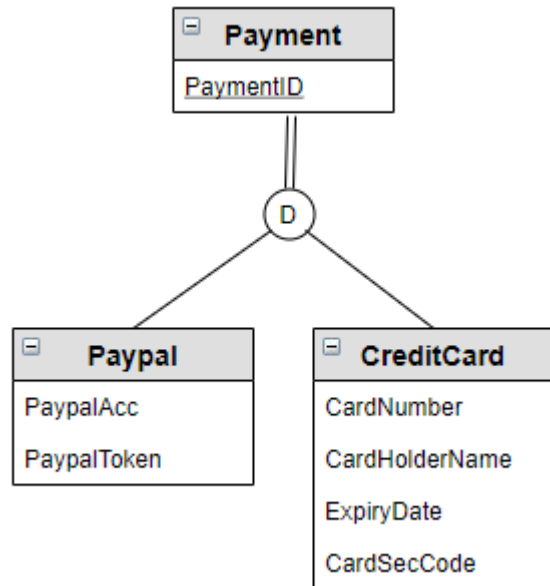 Payment
PaymentID
D
Paypal
PaypalAcc
PaypalToken
CreditCard
CardNumber
CardHolderName
ExpiryDate
CardSecCode